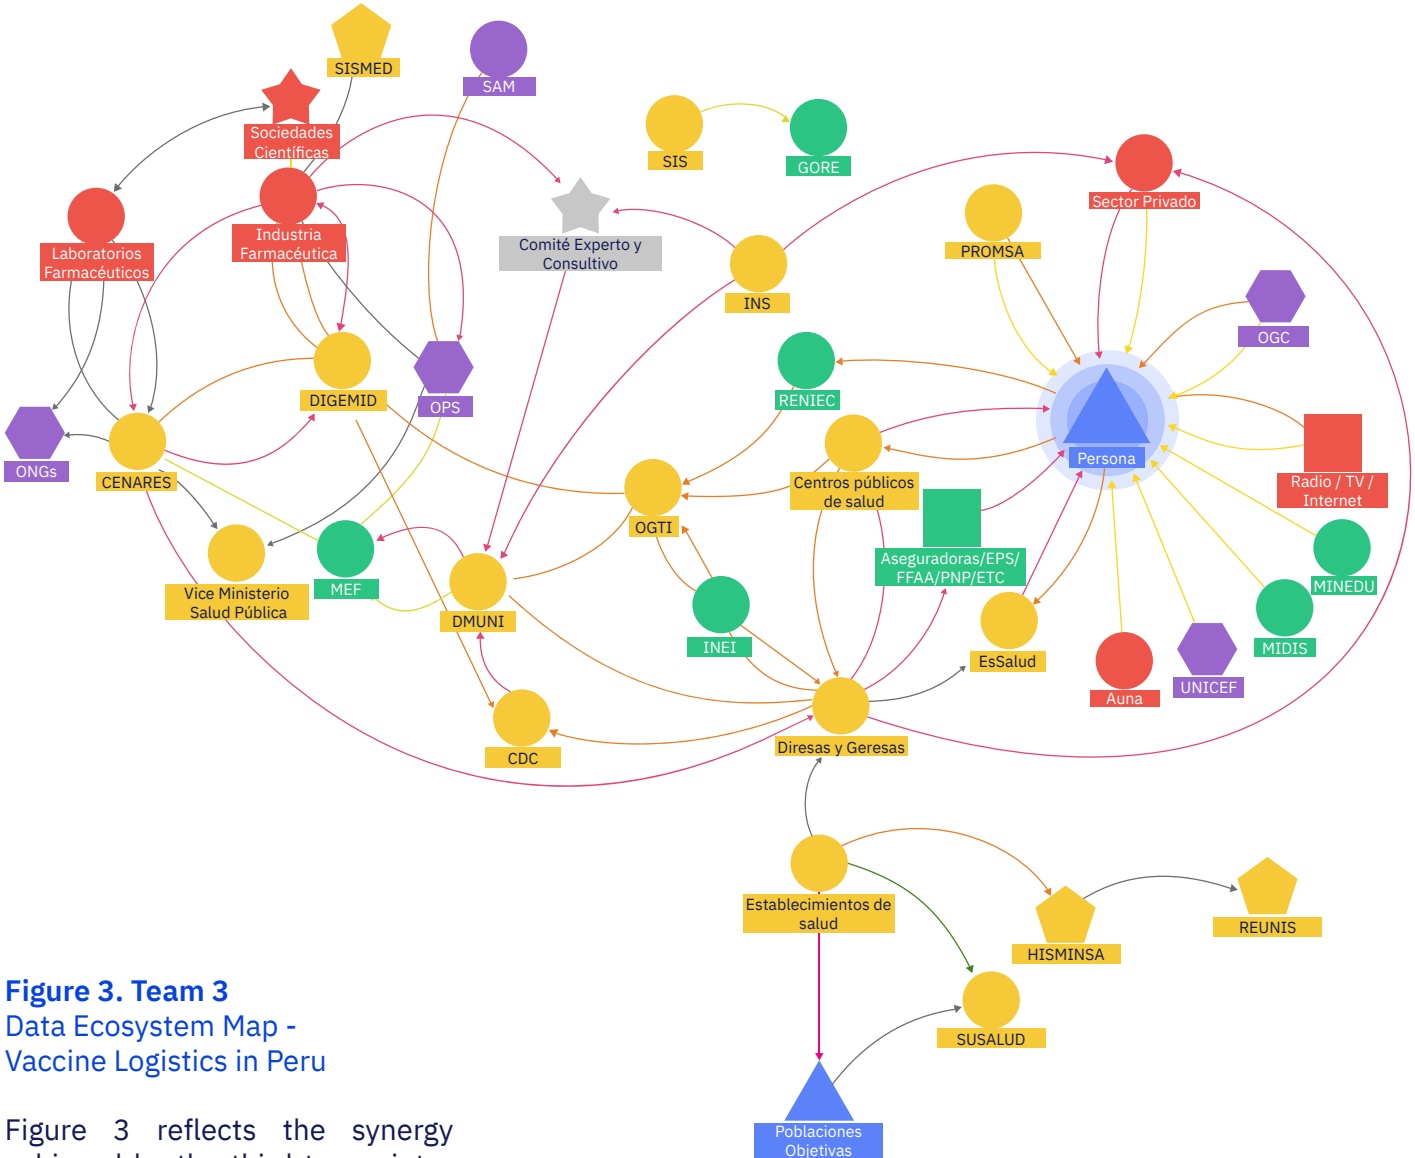 SISMED
SAM
Sociedades
Científicas
SIS
GORE
Sector Privado
Laboratorios
Farmacéuticos
Industria
Farmacéutica
Comité Experto y
Consultivo
PROMSA
INS
OGC
DIGEMID
OPS
RENIEC
Persona
ONGs
CENARES
Centros públicos
de salud
Radio / TV /
Internet
OGTI
Aseguradoras/EPS/
FFAA/PNP/ETC
MEF
Vice Ministerio
Salud Pública
MINEDU
DMUNI
INEI
MIDIS
EsSalud
UNICEF
Auna
CDC
Diresas y Geresas
Establecimientos de
salud
HISMINSA
REUNIS
SUSALUD
Poblaciones
Objetivas
Figure 3. Team 3
Data Ecosystem Map -
Vaccine Logistics in Peru
Figure 3 reflects the synergy